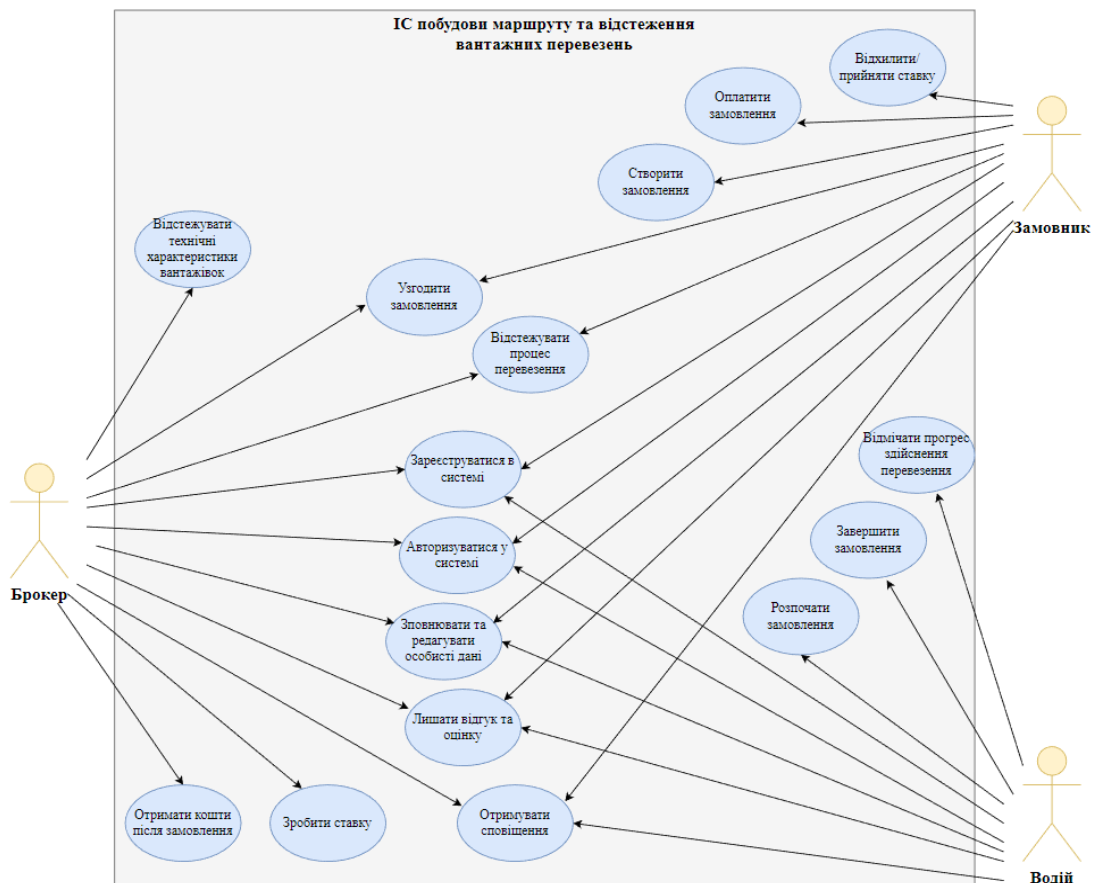 ІС побудови маршруту та відстеження
вантажних перевезень
Відхилити/
прийняти ставку
Оплатити
замовлення
Створити
замовлення
Замовник
Відстежувати
технічні
характеристики
вантажівок
Узгодити
замовлення
Відстежувати
процес
перевезення
Відмічати прогрес
здійснення
перевезення
Зареєструватися в
системі
Завершити
замовлення
Авторизуватися у
системі
Брокер
Розпочати
замовлення
Зповнювати та
редагувати
особисті дані
Лишати відгук та
оцінку
Отримати кошти
після замовлення
Зробити ставку
Отримувати
сповіщення
Водій